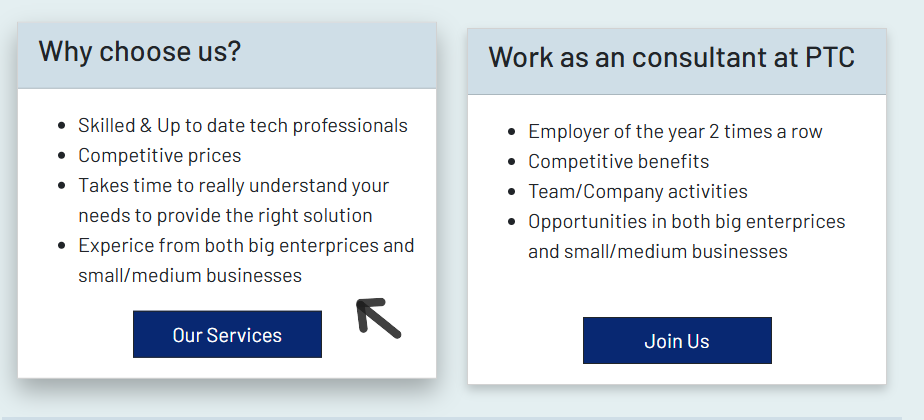 Why choose us?
Skilled & Up to date tech professionals
Competitive prices
Takes time to really understand your
needs to provide the right solution
Experice from both big enterprices and
small/medium businesses
Our Services
Work as an consultant at PTC
Employer of the year 2 times a row
Competitive benefits
Team/Company activities
Opportunities in both big enterprices
and small/medium businesses
Join Us